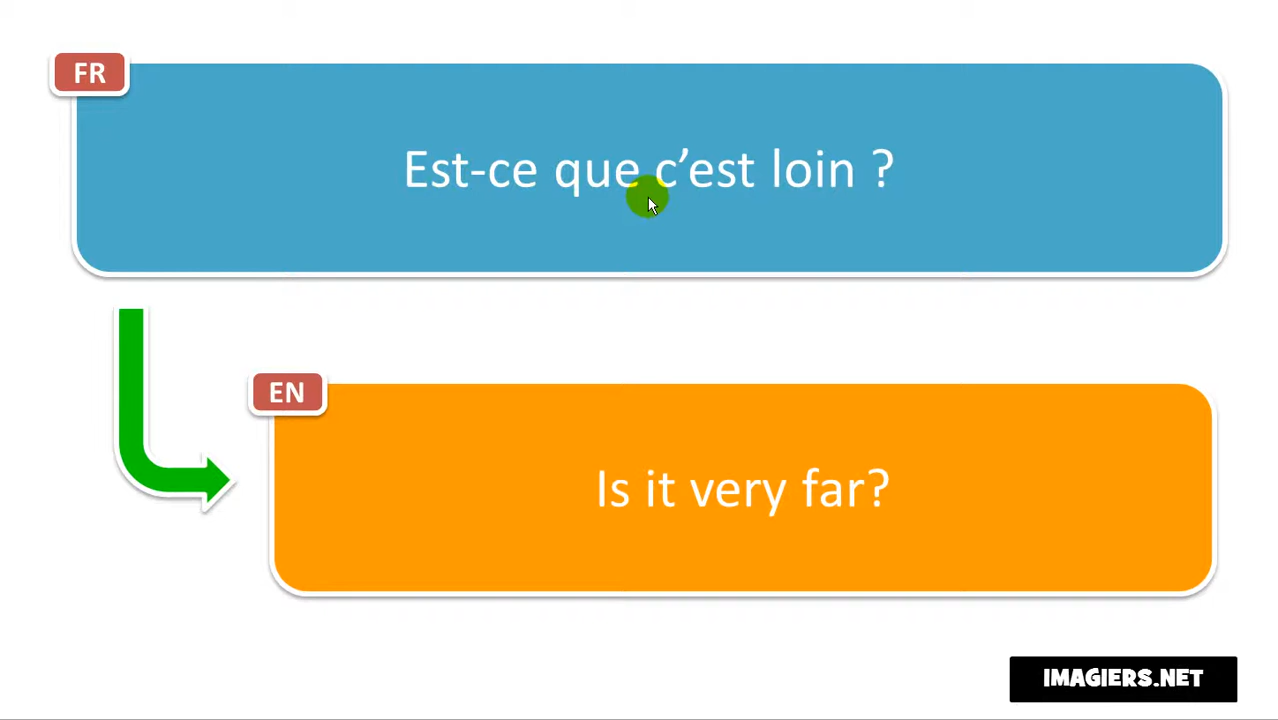 FR
Est-ce que c’est loin ?
EN
Is it very far?
IMAGIERS.NET